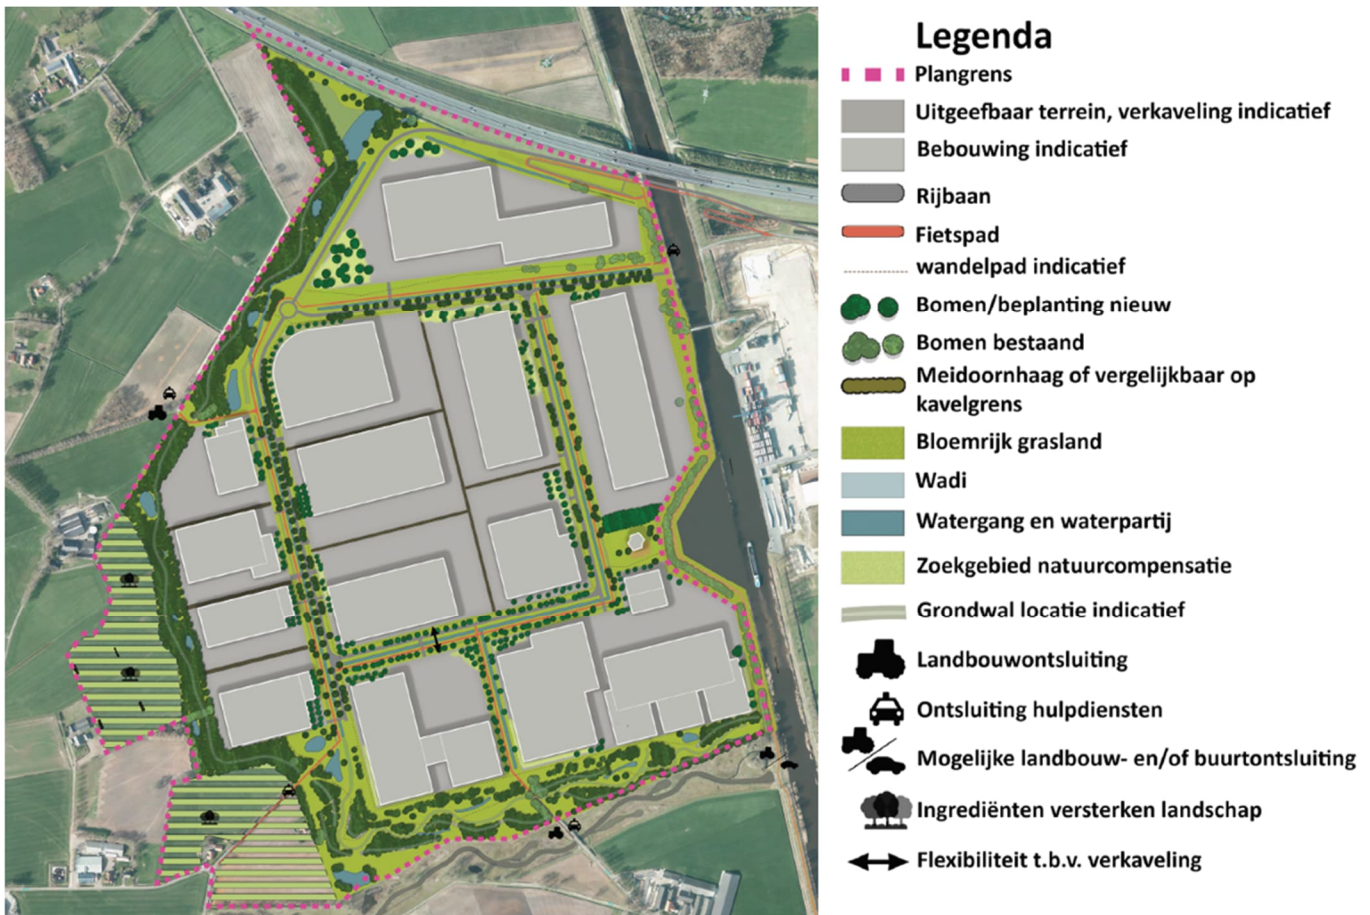 Legenda
Plangrens
Uitgeefbaar terrein, verkaveling indicatief
Bebouwing indicatief
Rijbaan
Fietspad
wandelpad indicatief
Bomen/beplanting nieuw
Bomen bestaand
Meidoornhaag of vergelijkbaar op
kavelgrens
Bloemrijk grasland
Wadi
Watergang en waterpartij
Zoekgebied natuurcompensatie
Grondwal locatie indicatief
Landbouwontsluiting
Ontsluiting hulpdiensten
Mogelijke landbouw- en/of buurtontsluiting
Ingrediënten versterken landschap
Flexibiliteit t.b.v. verkaveling